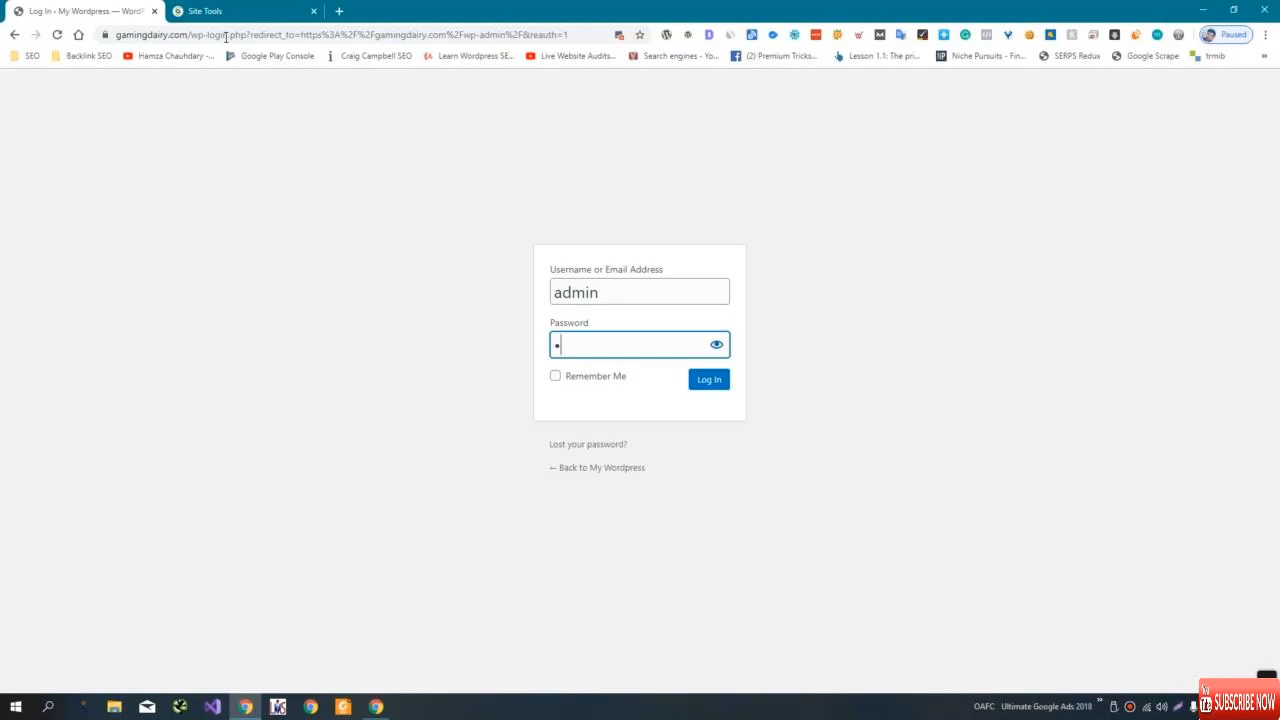 Log In ‹ My Wordpress — WordP
Site Tools
gamingdairy.com/wp-login.php?redirect_to=https%3A%2F%2Fgamingdairy.com%2Fwp-admin%2F&reauth=1
Paused
SEO
Backlink SEO
Hamza Chauhdary -...
Google Play Console
Craig Campbell SEO
Learn Wordpress SE...
Live Website Audits...
Search engines - Yo...
(2) Premium Tricks...
Lesson 1.1: The pri...
Niche Pursuits - Fin...
SERPS Redux
Google Scrape
trmib
Username or Email Address
admin
Password
Remember Me
Log In
Lost your password?
← Back to My Wordpress
OAFC
Ultimate Google Ads 2018
SUBSCRIBE NOW